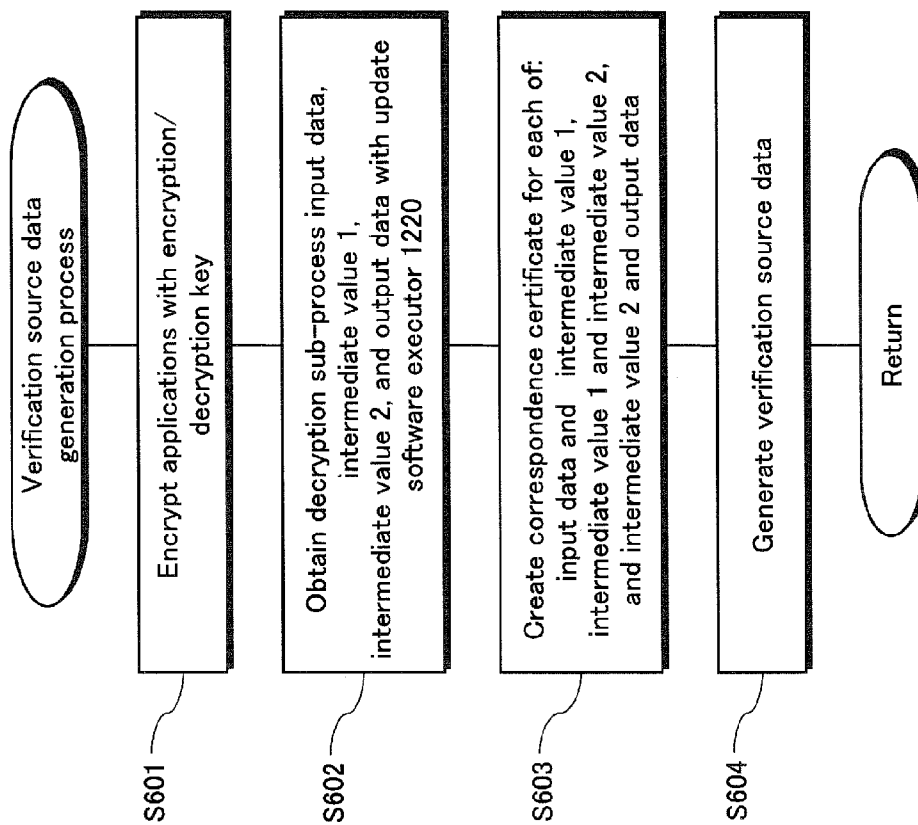 Verification source data
generation process
S601
Encrypt applications with encryption/
decryption key
S602
Obtain decryption sub-process input data,
intermediate value 1,
intermediate value 2, and output data with update
software executor 1220
S603
Create correspondence certificate for each of:
input data and intermediate value 1,
intermediate value 1 and intermediate value 2,
and intermediate value 2 and output data
S604
Generate verification source data
Return